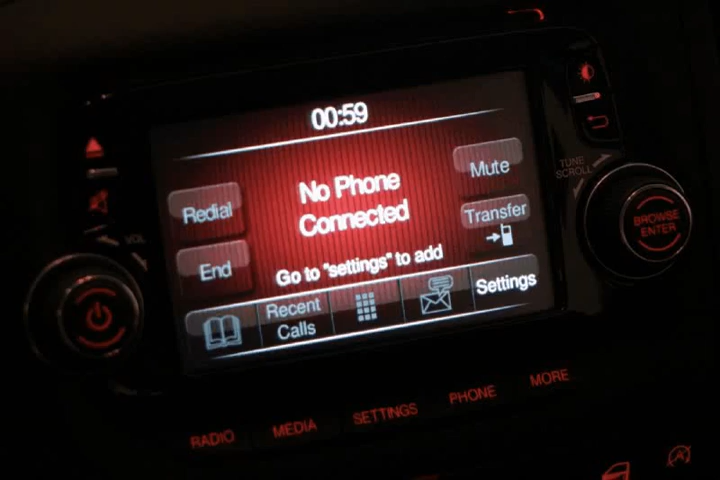 00:59
No Phone
Connected
Go to "settings" to add
Redial
End
Mute
Transfer
Recent
Calls
Settings
VOL
TUNE
SCROLL
BROWSE
ENTER
RADIO
MEDIA
SETTINGS
PHONE
MORE
A